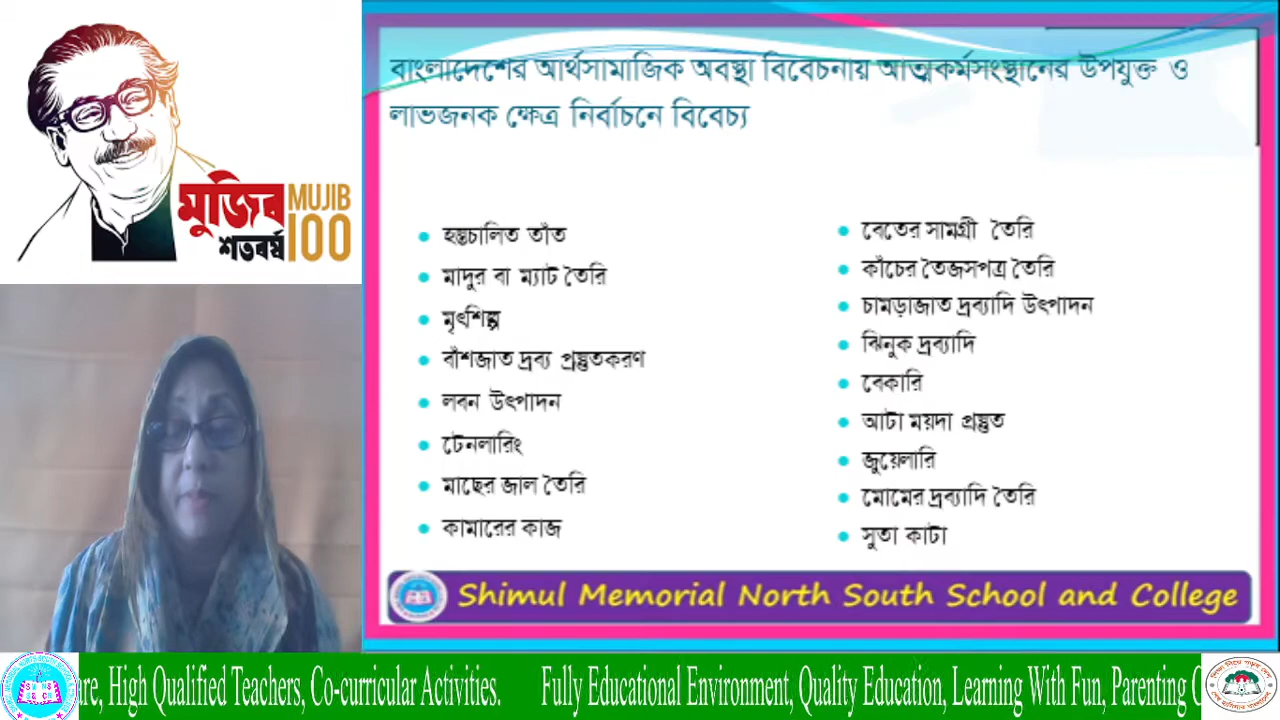 বাংলাদেশের আর্থসামাজিক অবস্থা বিবেচনায় আত্মকর্মসংস্থানের উপযুক্ত ও
লাভজনক ক্ষেত্র নির্বাচনে বিবেচ্য
মুজিব
শতবর্ষ
MUJIB
100
হস্তচালিত তাঁত
মাদুর বা ম্যাট তৈরি
মৃৎশিল্প
বাঁশজাত দ্রব্য প্রস্তুতকরণ
লবন উৎপাদন
টেনলারিং
মাছের জাল তৈরি
কামারের কাজ
বেতের সামগ্রী তৈরি
কাঁচের তৈজসপত্র তৈরি
চামড়াজাত দ্রব্যাদি উৎপাদন
ঝিনুক দ্রব্যাদি
বেকারি
আটা ময়দা প্রস্তুত
জুয়েলারি
মোমের দ্রব্যাদি তৈরি
সুতা কাটা
Shimul Memorial North South School and College
are, High Qualified Teachers, Co-curricular Activities. Fully Educational Environment, Quality Education, Learning With Fun, Parenting C